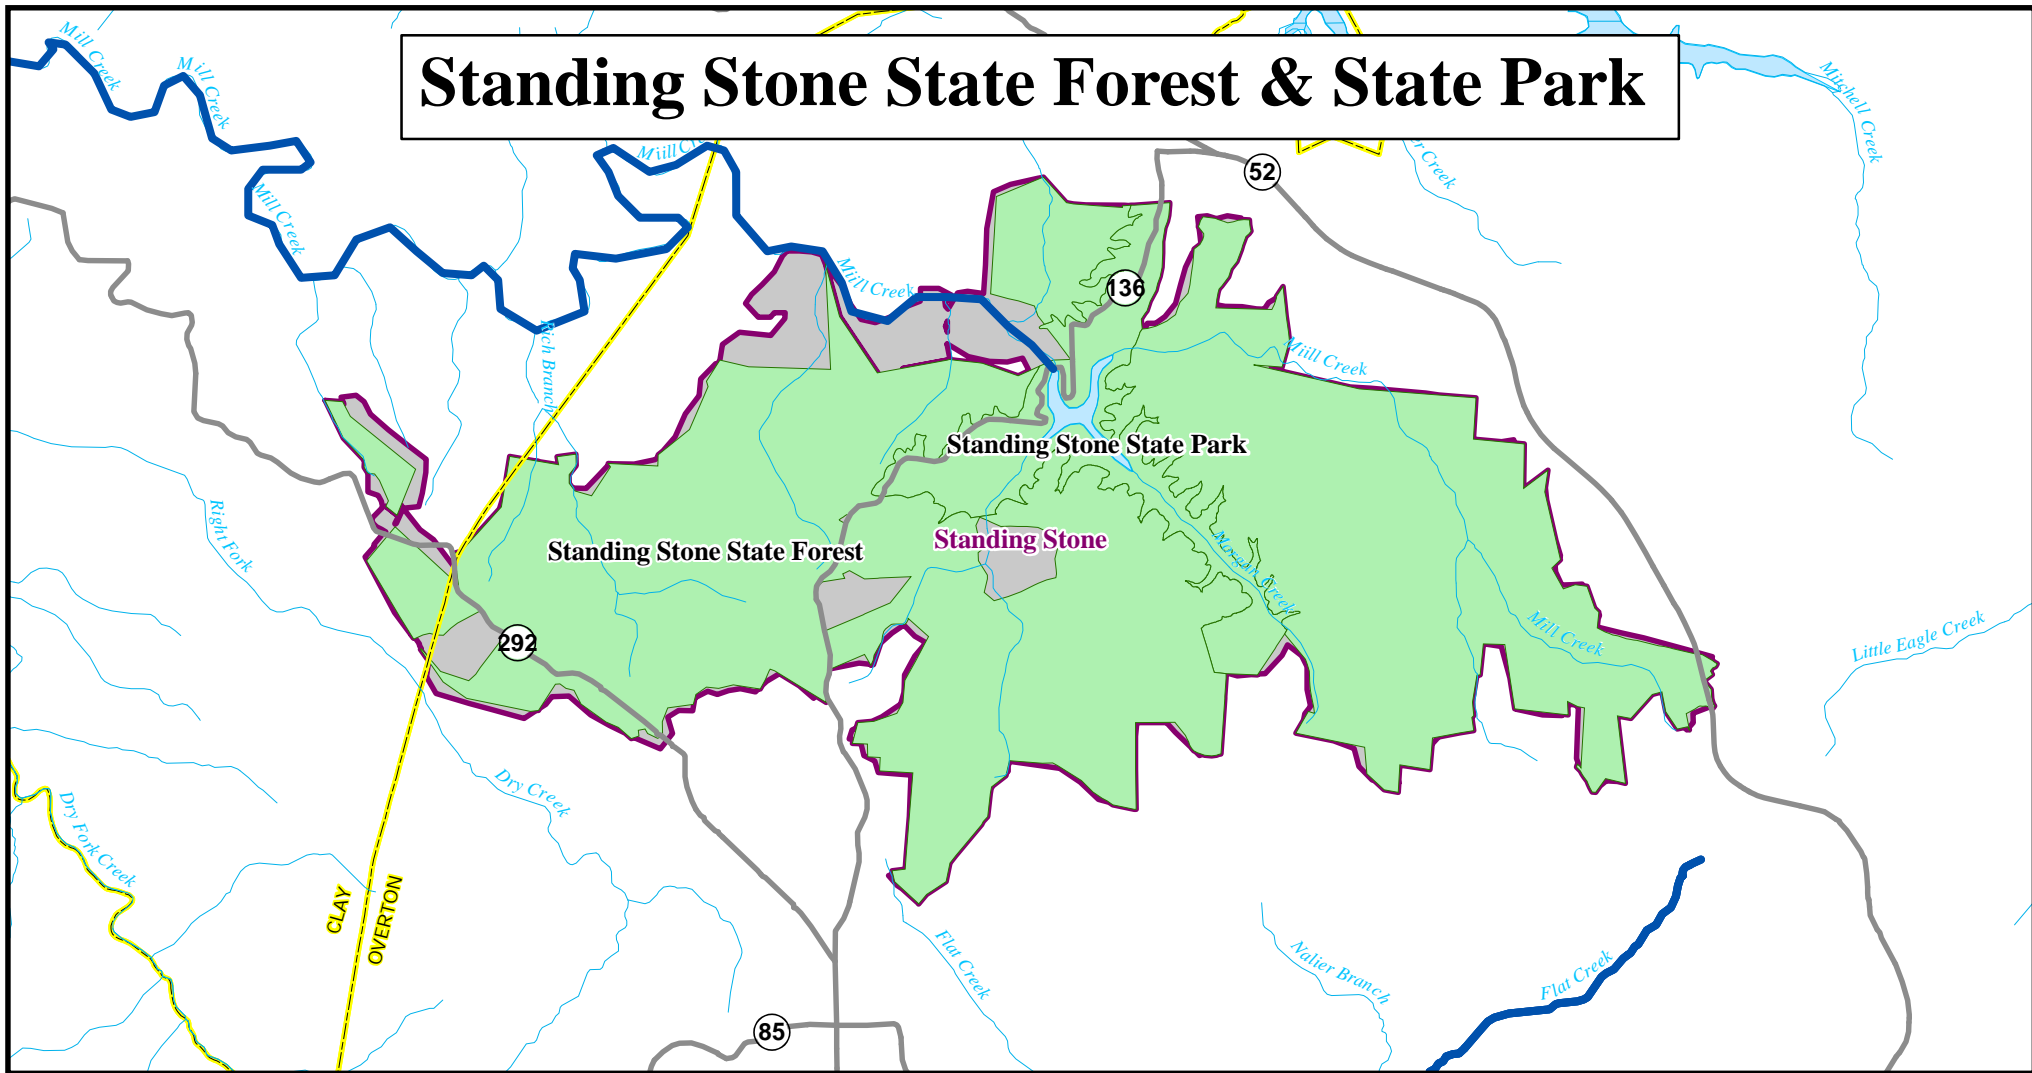 Standing Stone State Forest & State Park
Mill Creek
Mill Creek
Mill Creek
Mill
Mill Creek
Mill Creek
Mill Creek
Mitchell Creek
Creek
52
136
Rich Branch
Right Fork
Standing Stone State Park
Standing Stone
Standing Stone State Forest
Morgan Creek
292
Little Eagle Creek
Dry Creek
Dry Fork Creek
CLAY
OVERTON
Flat Creek
Nalier Branch
Flat Creek
85